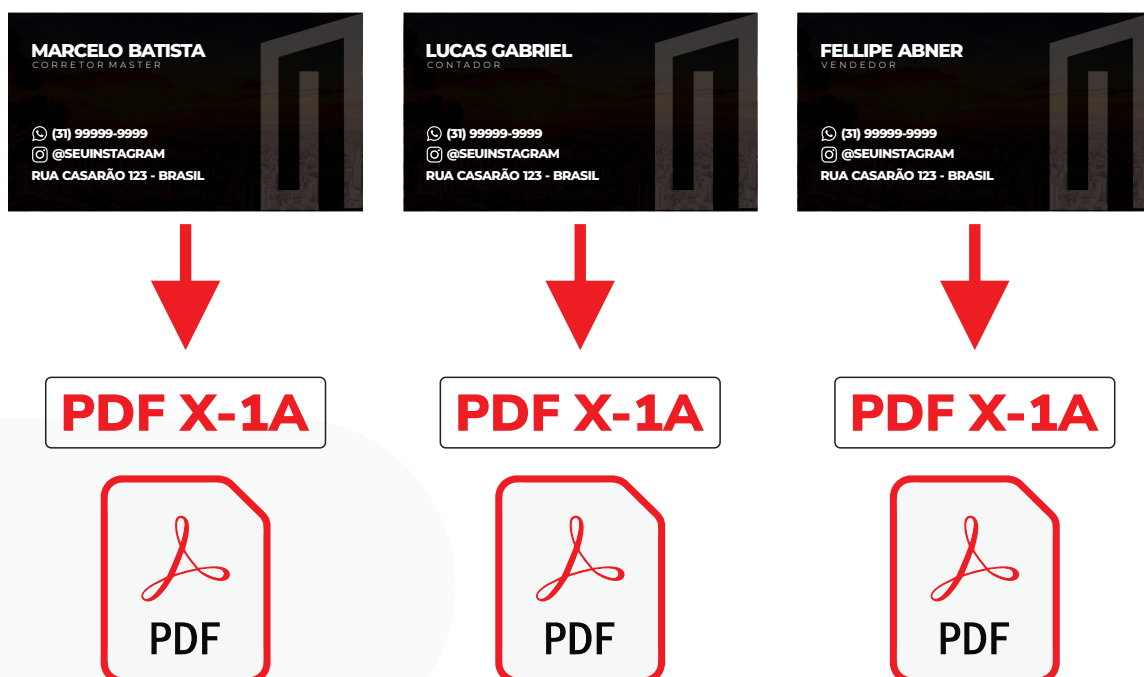 MARCELO BATISTA
CORRETOR MASTER
(31) 99999-9999
@SEUINSTAGRAM
RUA CASARÃO 123 - BRASIL
LUCAS GABRIEL
CONTADOR
(31) 99999-9999
@SEUINSTAGRAM
RUA CASARÃO 123 - BRASIL
FELLIPE ABNER
VENDEDOR
(31) 99999-9999
@SEUINSTAGRAM
RUA CASARÃO 123 - BRASIL
PDF X-1A
PDF X-1A
PDF X-1A
PDF
PDF
PDF